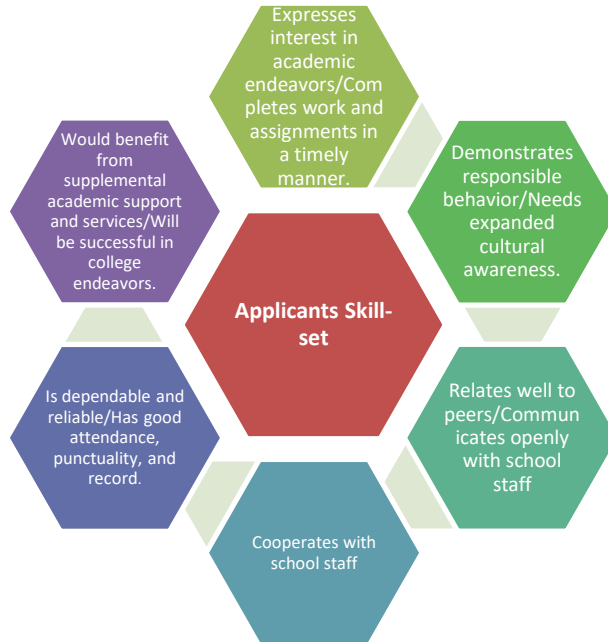 Expresses
interest in
academic
endeavors/Com
pletes work and
assignments in
a timely
manner.
Demonstrates
responsible
behavior/Needs
expanded
cultural
awareness.
Relates well to
peers/Commun
icates openly
with school
staff
Cooperates with
school staff
Is dependable and
reliable/Has good
attendance,
punctuality, and
record.
Would benefit
from
supplemental
academic support
and services/Will
be successful in
college
endeavors.
Applicants Skill-
set